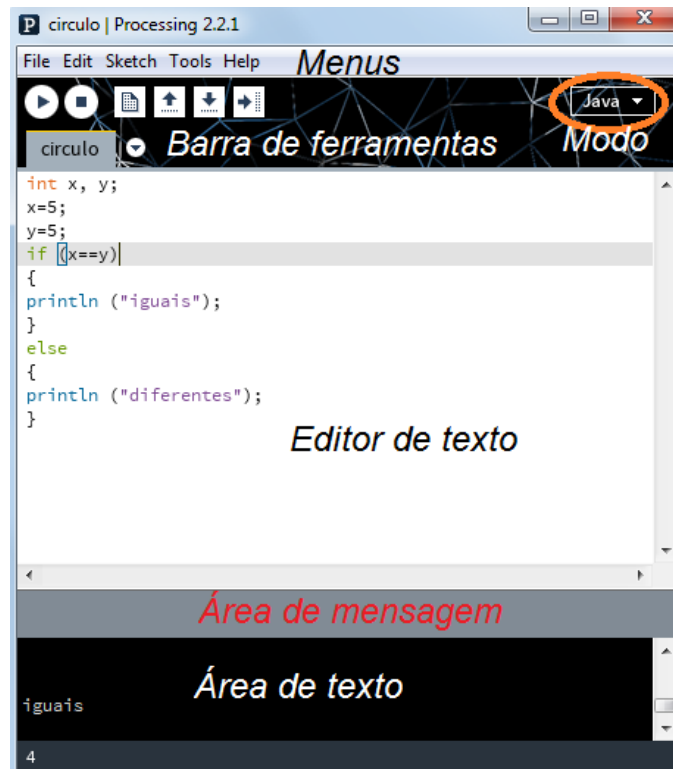 circulo | Processing 2.2.1
File Edit Sketch Tools Help Menus
Java
circulo Barra de ferramentas Modo
int x, y;
x=5;
y=5;
if (x==y)
{
println ("iguais");
}
else
{
println ("diferentes");
}
Editor de texto
Área de mensagem
Área de texto
iguais
4